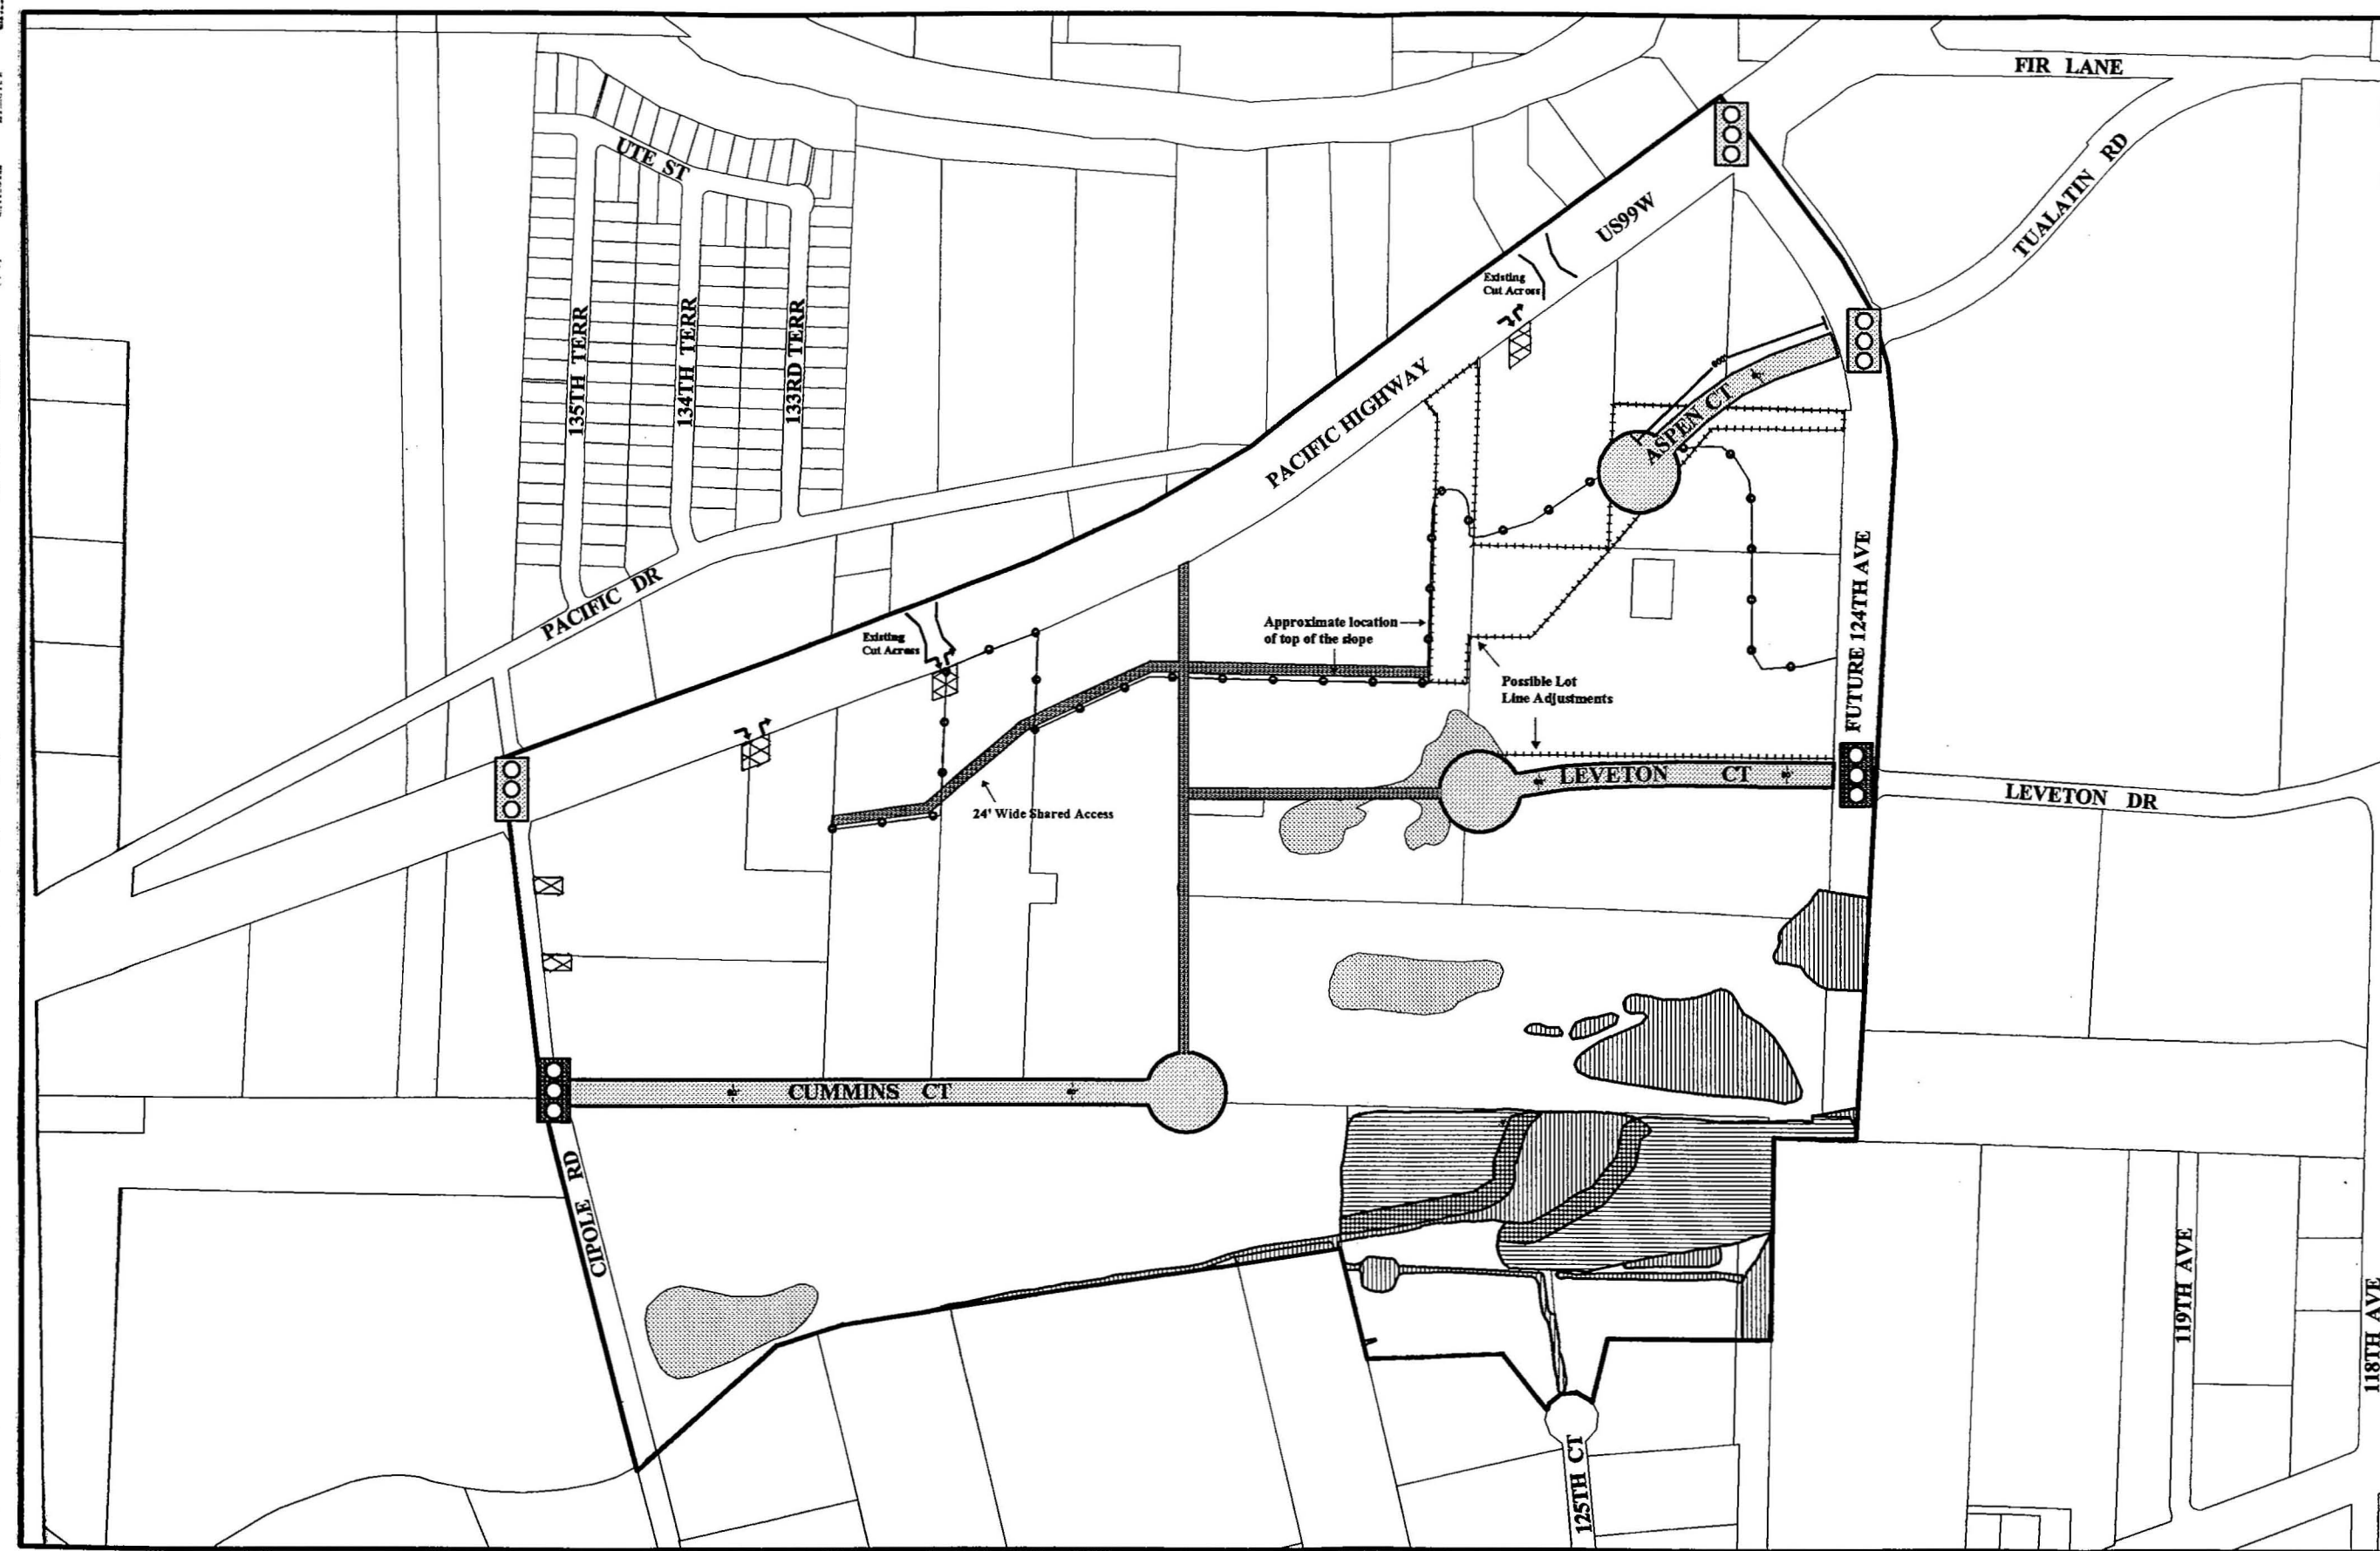 FIR LANE
UTE ST
TUALATIN RD
US99W
Existing
Cut Across
135TH TERR
134TH TERR
133RD TERR
PACIFIC HIGHWAY
ASPEN CT
PACIFIC DR
FUTURE 124TH AVE
Existing
Cut Across
Approximate location
of top of the slope
Possible Lot
Line Adjustments
LEVETON CT
LEVETON DR
24' Wide Shared Access
CUMMINS CT
CIPOLE RD
119TH AVE
118TH AVE
125TH CT